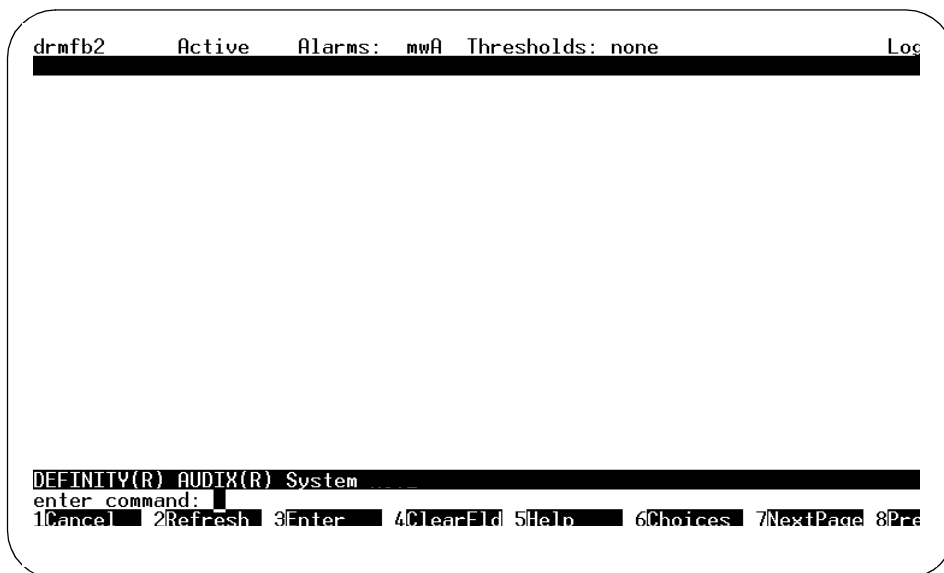 drmfb2 Active Alarms: mwA Thresholds: none Log
DEFINITY(R) AUDIX(R) System
enter command:
1Cancel 2Refresh 3Enter 4ClearFld 5Help 6Choices 7NextPage 8Pre